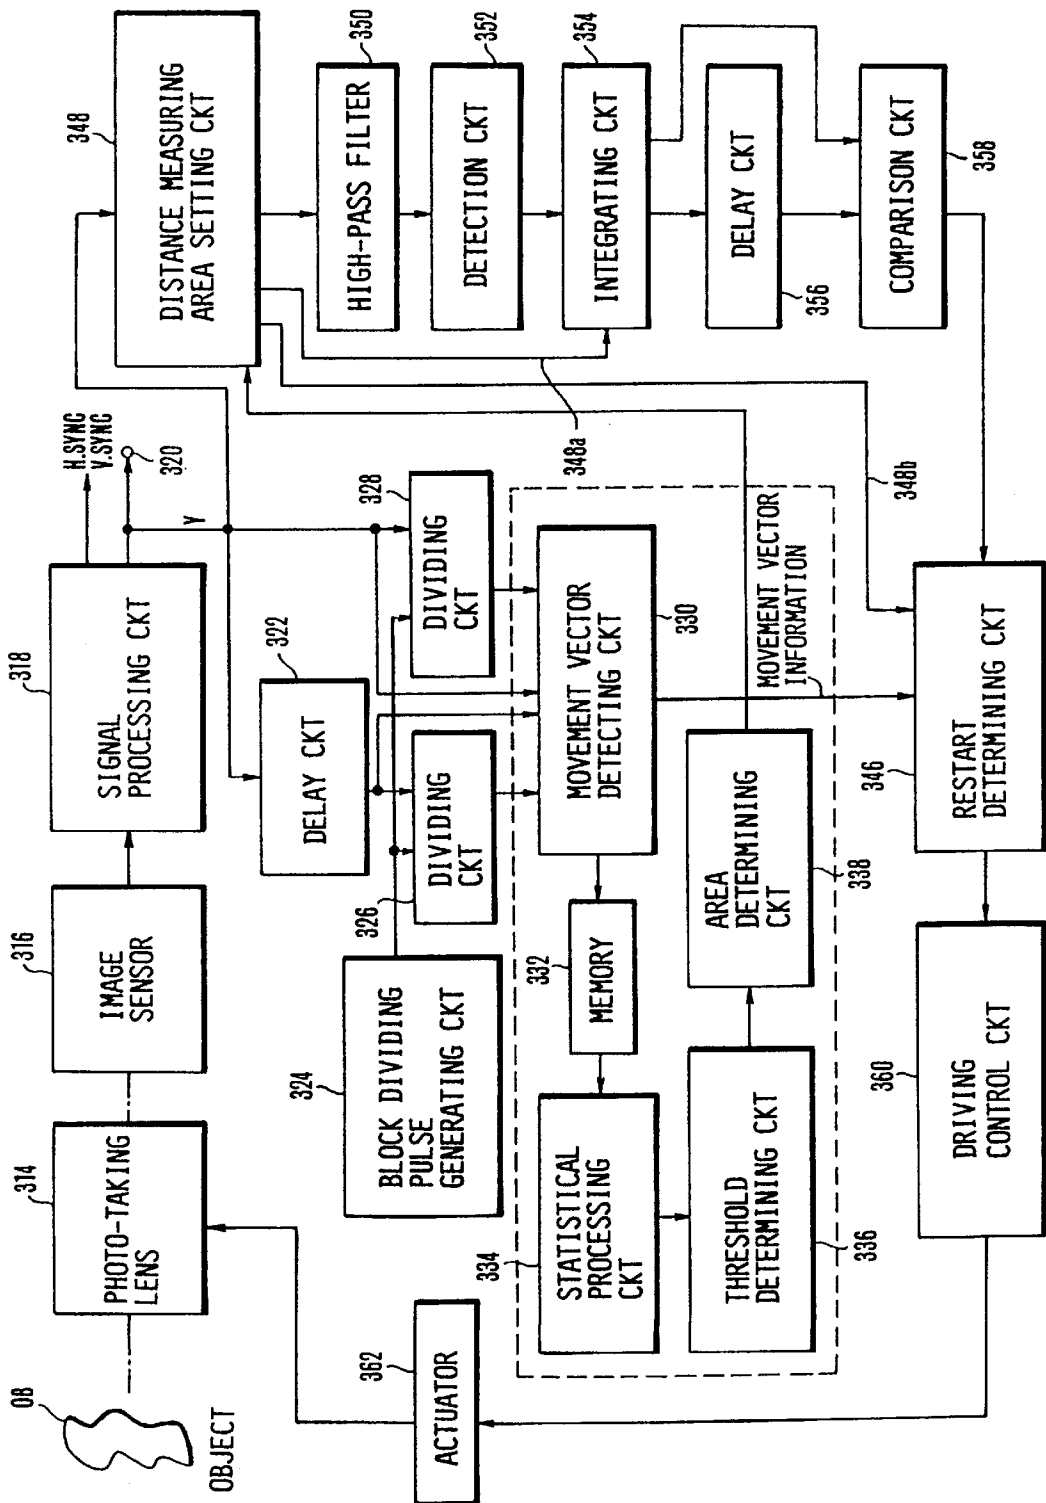 OB
OBJECT
314
PHOTO-TAKING
LENS
316
IMAGE
SENSOR
318
SIGNAL
PROCESSING CKT
H.SYNC
V.SYNC
320
Y
348
DISTANCE MEASURING
AREA SETTING CKT
350
HIGH-PASS FILTER
352
DETECTION CKT
354
INTEGRATING CKT
356
DELAY CKT
358
COMPARISON CKT
348a
348b
322
DELAY CKT
324
BLOCK DIVIDING
PULSE
GENERATING CKT
326
DIVIDING
CKT
328
DIVIDING
CKT
330
MOVEMENT VECTOR
DETECTING CKT
332
MEMORY
334
STATISTICAL
PROCESSING
CKT
336
THRESHOLD
DETERMINING CKT
338
AREA
DETERMINING
CKT
MOVEMENT VECTOR
INFORMATION
346
RESTART
DETERMINING CKT
360
DRIVING
CONTROL CKT
362
ACTUATOR